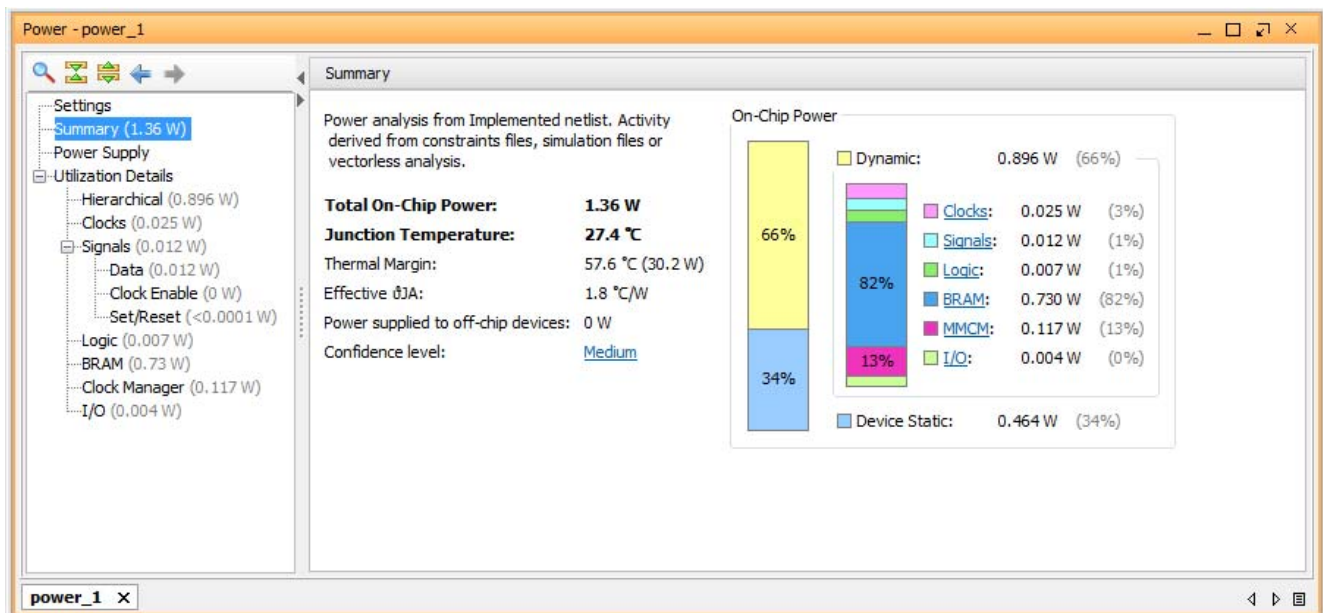 Power - power_1
Summary
Settings
Summary (1.36 W)
Power Supply
Utilization Details
Hierarchical (0.896 W)
Clocks (0.025 W)
Signals (0.012 W)
Data (0.012 W)
Clock Enable (0 W)
Set/Reset (<0.0001 W)
Logic (0.007 W)
BRAM (0.73 W)
Clock Manager (0.117 W)
I/O (0.004 W)
Power analysis from Implemented netlist. Activity
derived from constraints files, simulation files or
vectorless analysis.
Total On-Chip Power: 1.36 W
Junction Temperature: 27.4 °C
Thermal Margin: 57.6 °C (30.2 W)
Effective ϑJA: 1.8 °C/W
Power supplied to off-chip devices: 0 W
Confidence level: Medium
On-Chip Power
66%
34%
Dynamic: 0.896 W (66%)
82%
13%
Clocks: 0.025 W (3%)
Signals: 0.012 W (1%)
Logic: 0.007 W (1%)
BRAM: 0.730 W (82%)
MMCM: 0.117 W (13%)
I/O: 0.004 W (0%)
Device Static: 0.464 W (34%)
power_1